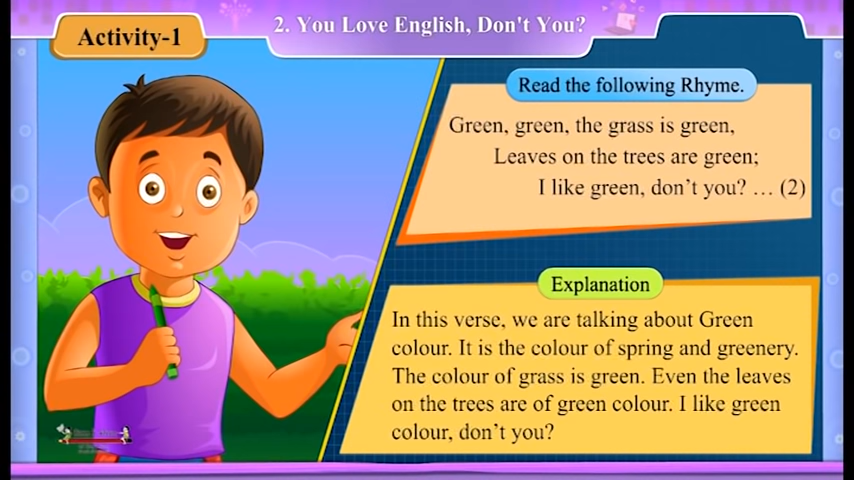 Activity-1
2. You Love English, Don't You?
Read the following Rhyme.
Green, green, the grass is green,
Leaves on the trees are green;
I like green, don't you? ... (2)
Explanation
In this verse, we are talking about Green
colour. It is the colour of spring and greenery.
The colour of grass is green. Even the leaves
on the trees are of green colour. I like green
colour, don't you?